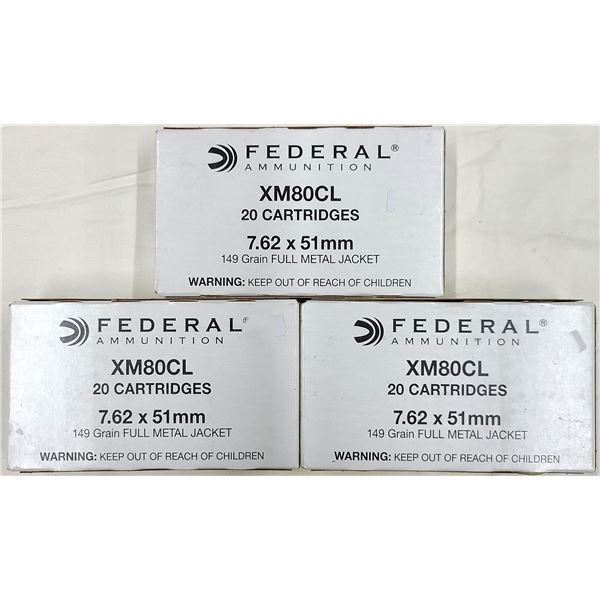 FEDERAL®
AMMUNITION
XM80CL
20 CARTRIDGES
7.62 x 51mm
149 Grain FULL METAL JACKET
WARNING: KEEP OUT OF REACH OF CHILDREN
FEDERAL
AMMUNITION
XM80CL
20 CARTRIDGES
7.62 x 51mm
149 Grain FULL METAL JACKET
WARNING: KEEP OUT OF REACH OF CHILDREN
FEDERAL®
AMMUNITION
XM80CL
20 CARTRIDGES
7.62 x 51mm
149 Grain FULL METAL JACKET
WARNING: KEEP OUT OF REACH OF CHILDREN